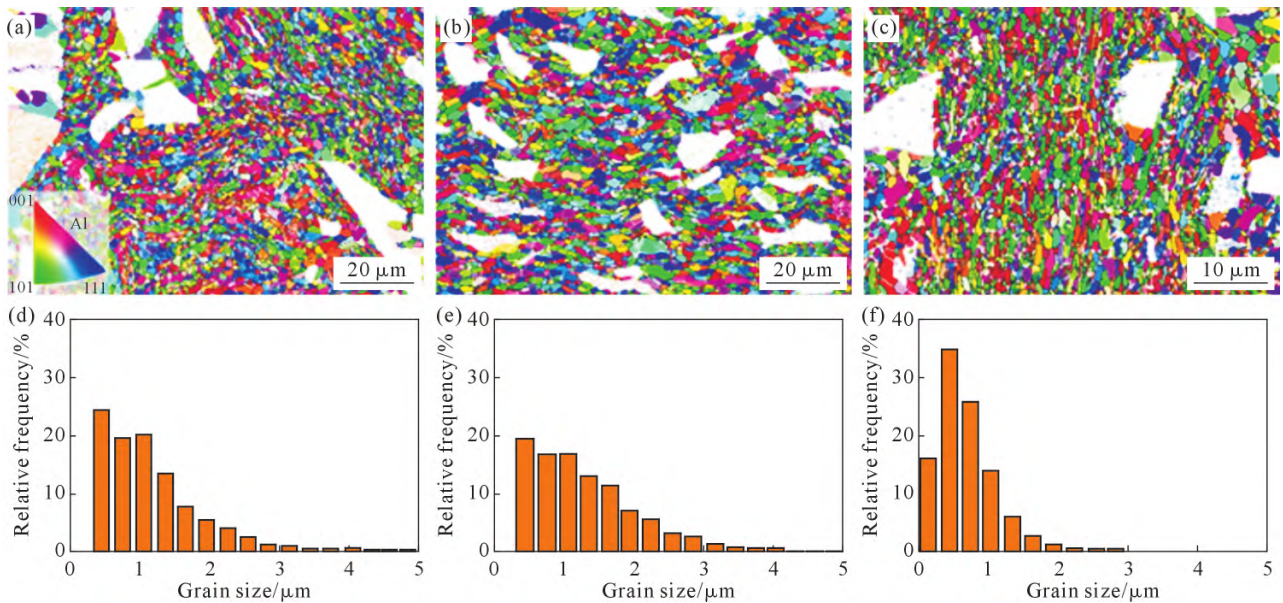 (a) (b) (c)
001 Al
101 111
20 μm 20 μm 10 μm
(d) (e) (f)
Relative frequency/%
40
30
20
10
0
0 1 2 3 4 5
Grain size/μm
Relative frequency/%
40
30
20
10
0
0 1 2 3 4 5
Grain size/μm
Relative frequency/%
40
30
20
10
0
0 1 2 3 4 5
Grain size/μm